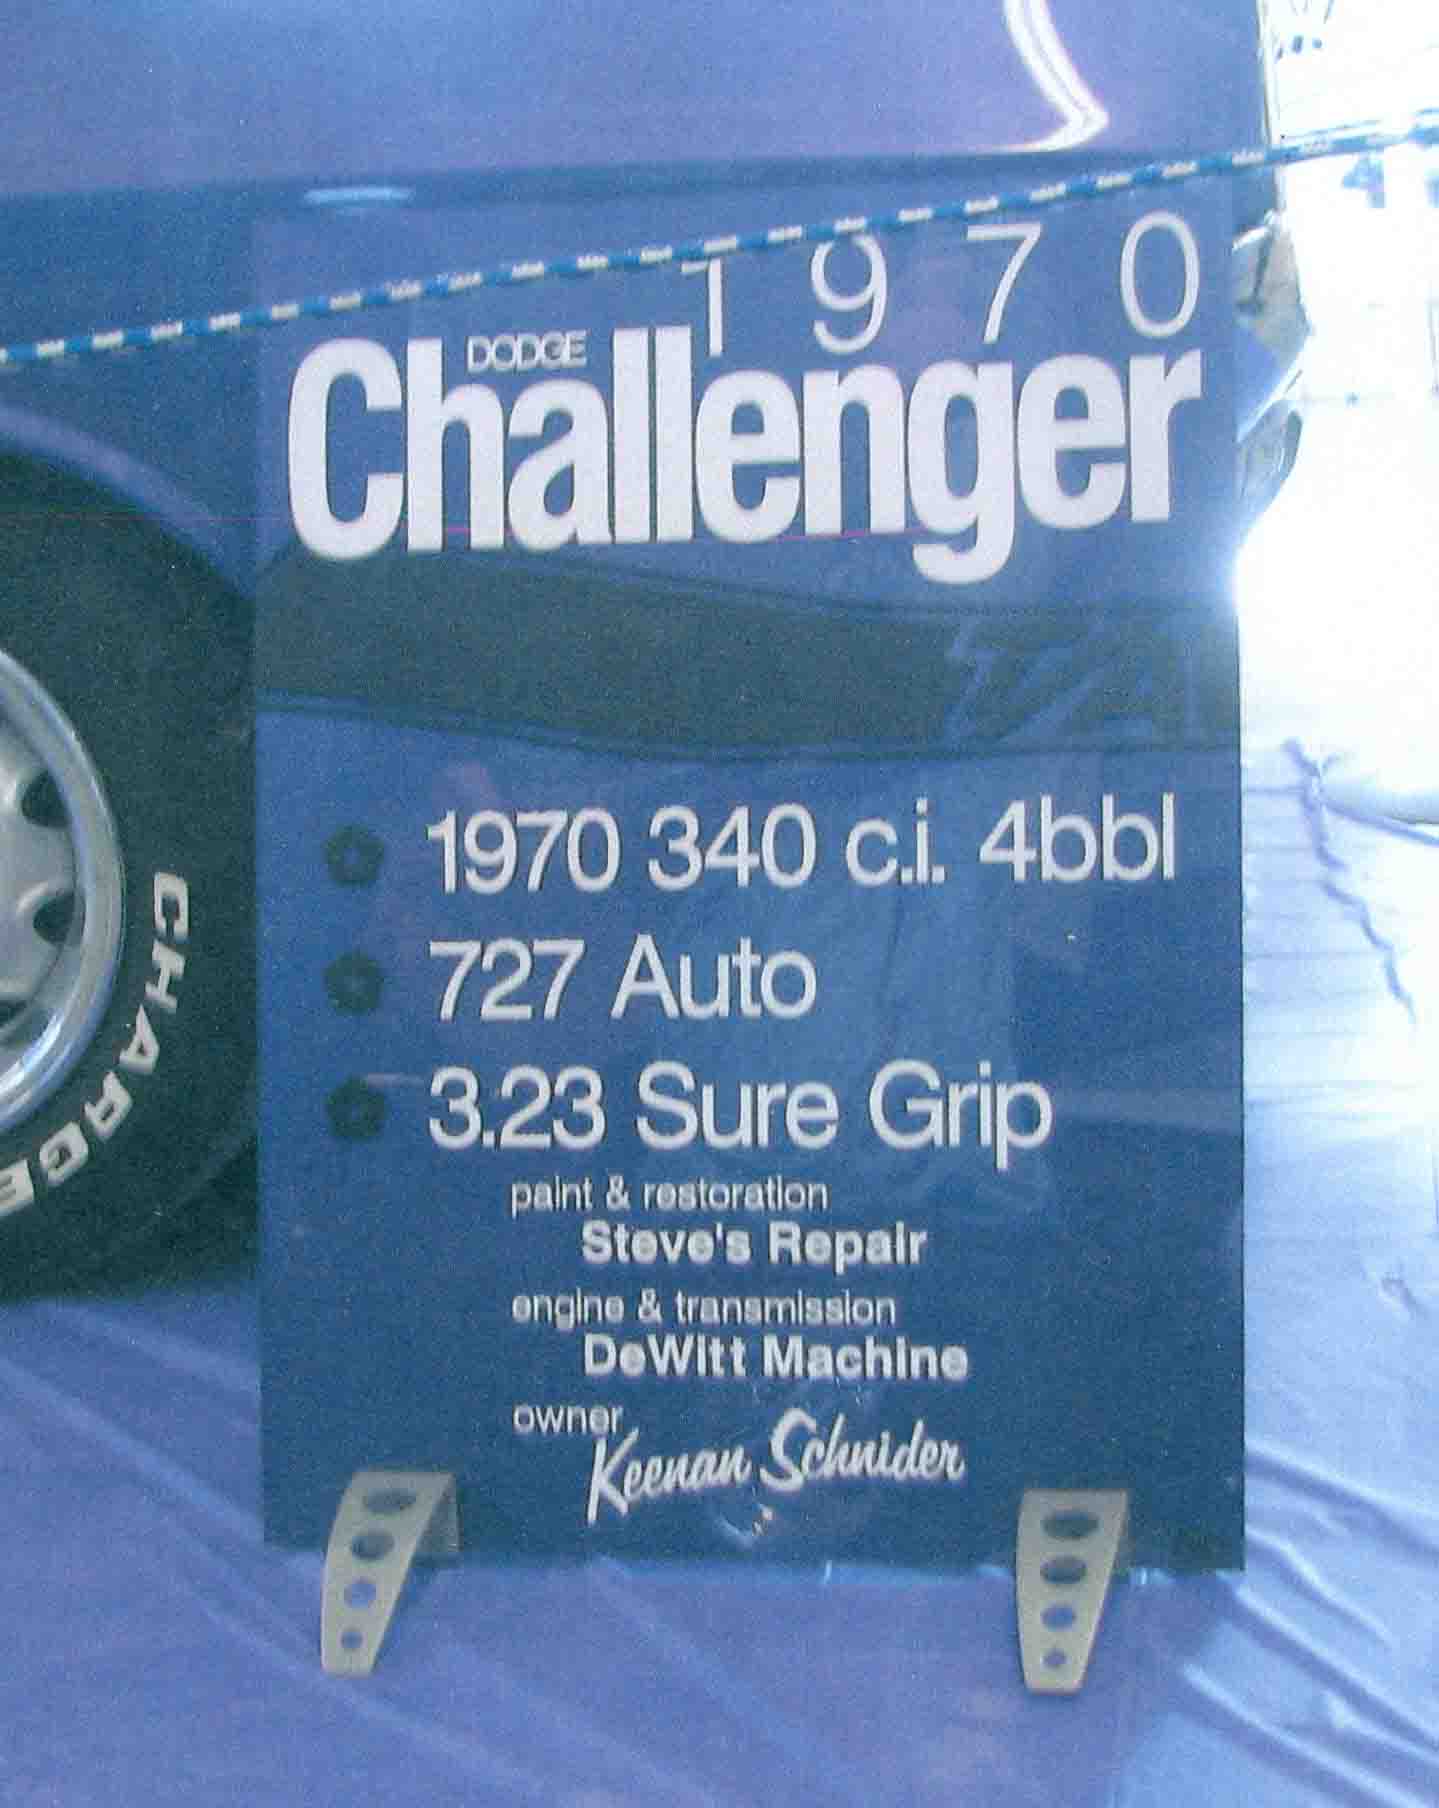 1970
DODGE
Challenger
1970 340 c.i. 4bbl
727 Auto
3.23 Sure Grip
paint & restoration
Steve's Repair
engine & transmission
DeWitt Machine
owner
Keenan Schnider
CHARGE